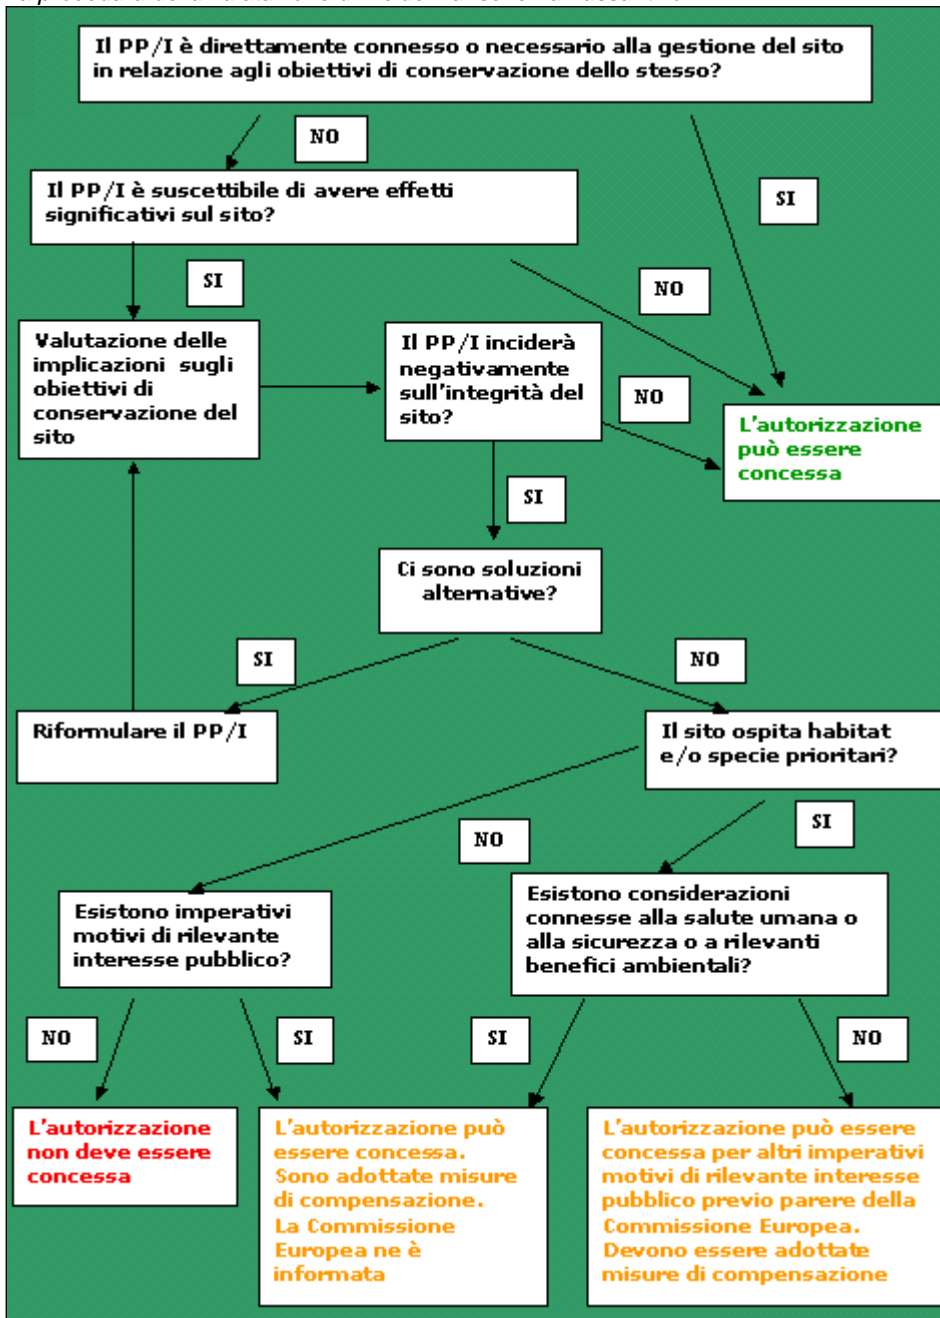 Il PP/I è direttamente connesso o necessario alla gestione del sito
in relazione agli obiettivi di conservazione dello stesso?
NO
SI
Il PP/I è suscettibile di avere effetti
significativi sul sito?
SI
NO
Valutazione delle
implicazioni sugli
obiettivi di
conservazione del
sito
Il PP/I inciderà
negativamente
sull'integrità del
sito?
NO
L'autorizzazione
può essere
concessa
SI
Ci sono soluzioni
alternative?
SI
NO
Riformulare il PP/I
Il sito ospita habitat
e/o specie prioritari?
NO
SI
Esistono imperativi
motivi di rilevante
interesse pubblico?
Esistono considerazioni
connesse alla salute umana o
alla sicurezza o a rilevanti
benefici ambientali?
NO
SI
SI
NO
L'autorizzazione
non deve essere
concessa
L'autorizzazione può
essere concessa.
Sono adottate misure
di compensazione.
La Commissione
Europea ne è
informata
L'autorizzazione può essere
concessa per altri imperativi
motivi di rilevante interesse
pubblico previo parere della
Commissione Europea.
Devono essere adottate
misure di compensazione